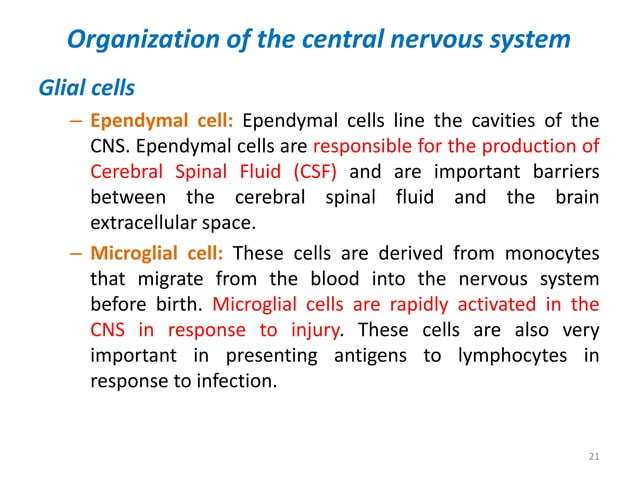 Organization of the central nervous system
Glial cells
– Ependymal cell: Ependymal cells line the cavities of the
CNS. Ependymal cells are responsible for the production of
Cerebral Spinal Fluid (CSF) and are important barriers
between the cerebral spinal fluid and the brain
extracellular space.
– Microglial cell: These cells are derived from monocytes
that migrate from the blood into the nervous system
before birth. Microglial cells are rapidly activated in the
CNS in response to injury. These cells are also very
important in presenting antigens to lymphocytes in
response to infection.
21